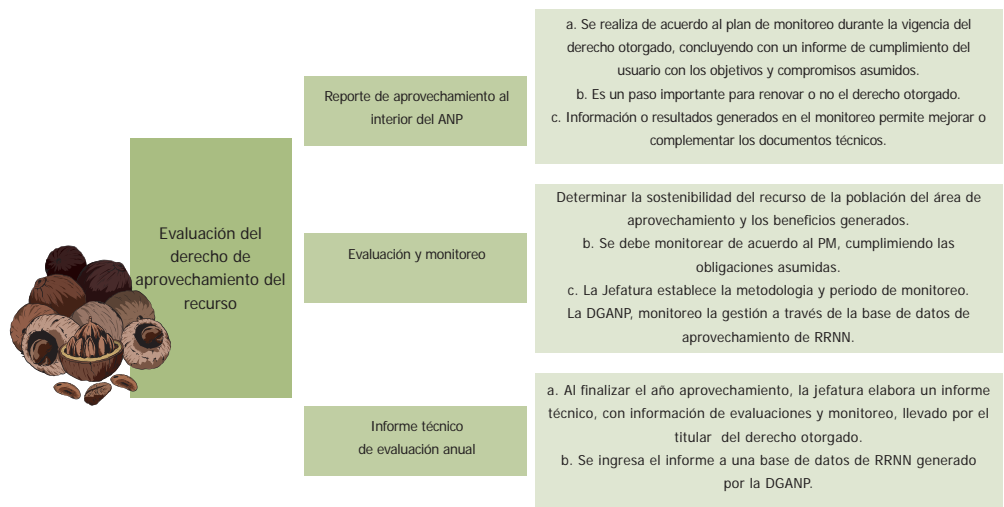 Evaluación del
derecho de
aprovechamiento del
recurso
Reporte de aprovechamiento al
interior del ANP
a. Se realiza de acuerdo al plan de monitoreo durante la vigencia del
derecho otorgado, concluyendo con un informe de cumplimiento del
usuario con los objetivos y compromisos asumidos.
b. Es un paso importante para renovar o no el derecho otorgado.
c. Información o resultados generados en el monitoreo permite mejorar o
complementar los documentos técnicos.
Evaluación y monitoreo
Determinar la sostenibilidad del recurso de la población del área de
aprovechamiento y los beneficios generados.
b. Se debe monitorear de acuerdo al PM, cumplimiendo las
obligaciones asumidas.
c. La Jefatura establece la metodologia y periodo de monitoreo.
La DGANP, monitoreo la gestión a través de la base de datos de
aprovechamiento de RRNN.
Informe técnico
de evaluación anual
a. Al finalizar el año aprovechamiento, la jefatura elabora un informe
técnico, con información de evaluaciones y monitoreo, llevado por el
titular del derecho otorgado.
b. Se ingresa el informe a una base de datos de RRNN generado
por la DGANP.